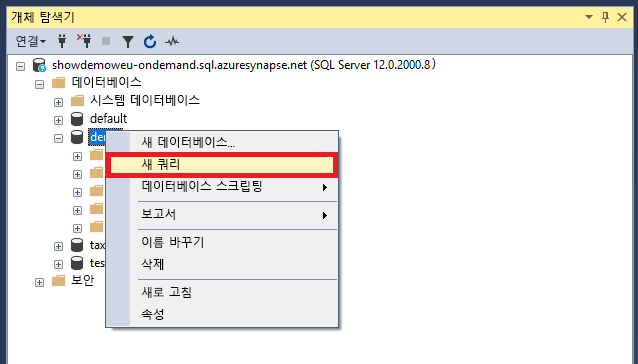 개체 탐색기
연결
showdemoweu-ondemand.sql.azuresynapse.net (SQL Server 12.0.2000.8)
데이터베이스
시스템 데이터베이스
default
새 데이터베이스...
새 쿼리
데이터베이스 스크립팅
보고서
이름 바꾸기
삭제
새로 고침
속성
tax
tes
보안